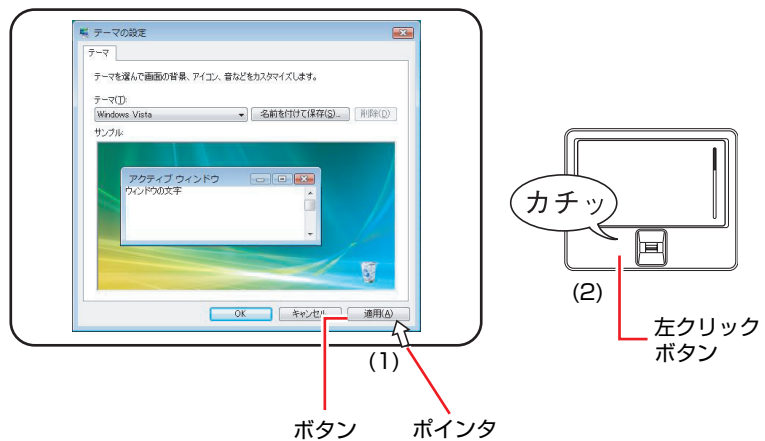 テーマの設定
テーマ
テーマを選んで画面の背景、アイコン、音などをカスタマイズします。
テーマ(T):
Windows Vista
名前を付けて保存(S)...
削除(D)
サンプル:
アクティブ ウィンドウ
ウィンドウの文字
OK
キャンセル
適用(A)
(1)
ボタン
ポインタ
カチッ
(2)
左クリック
ボタン